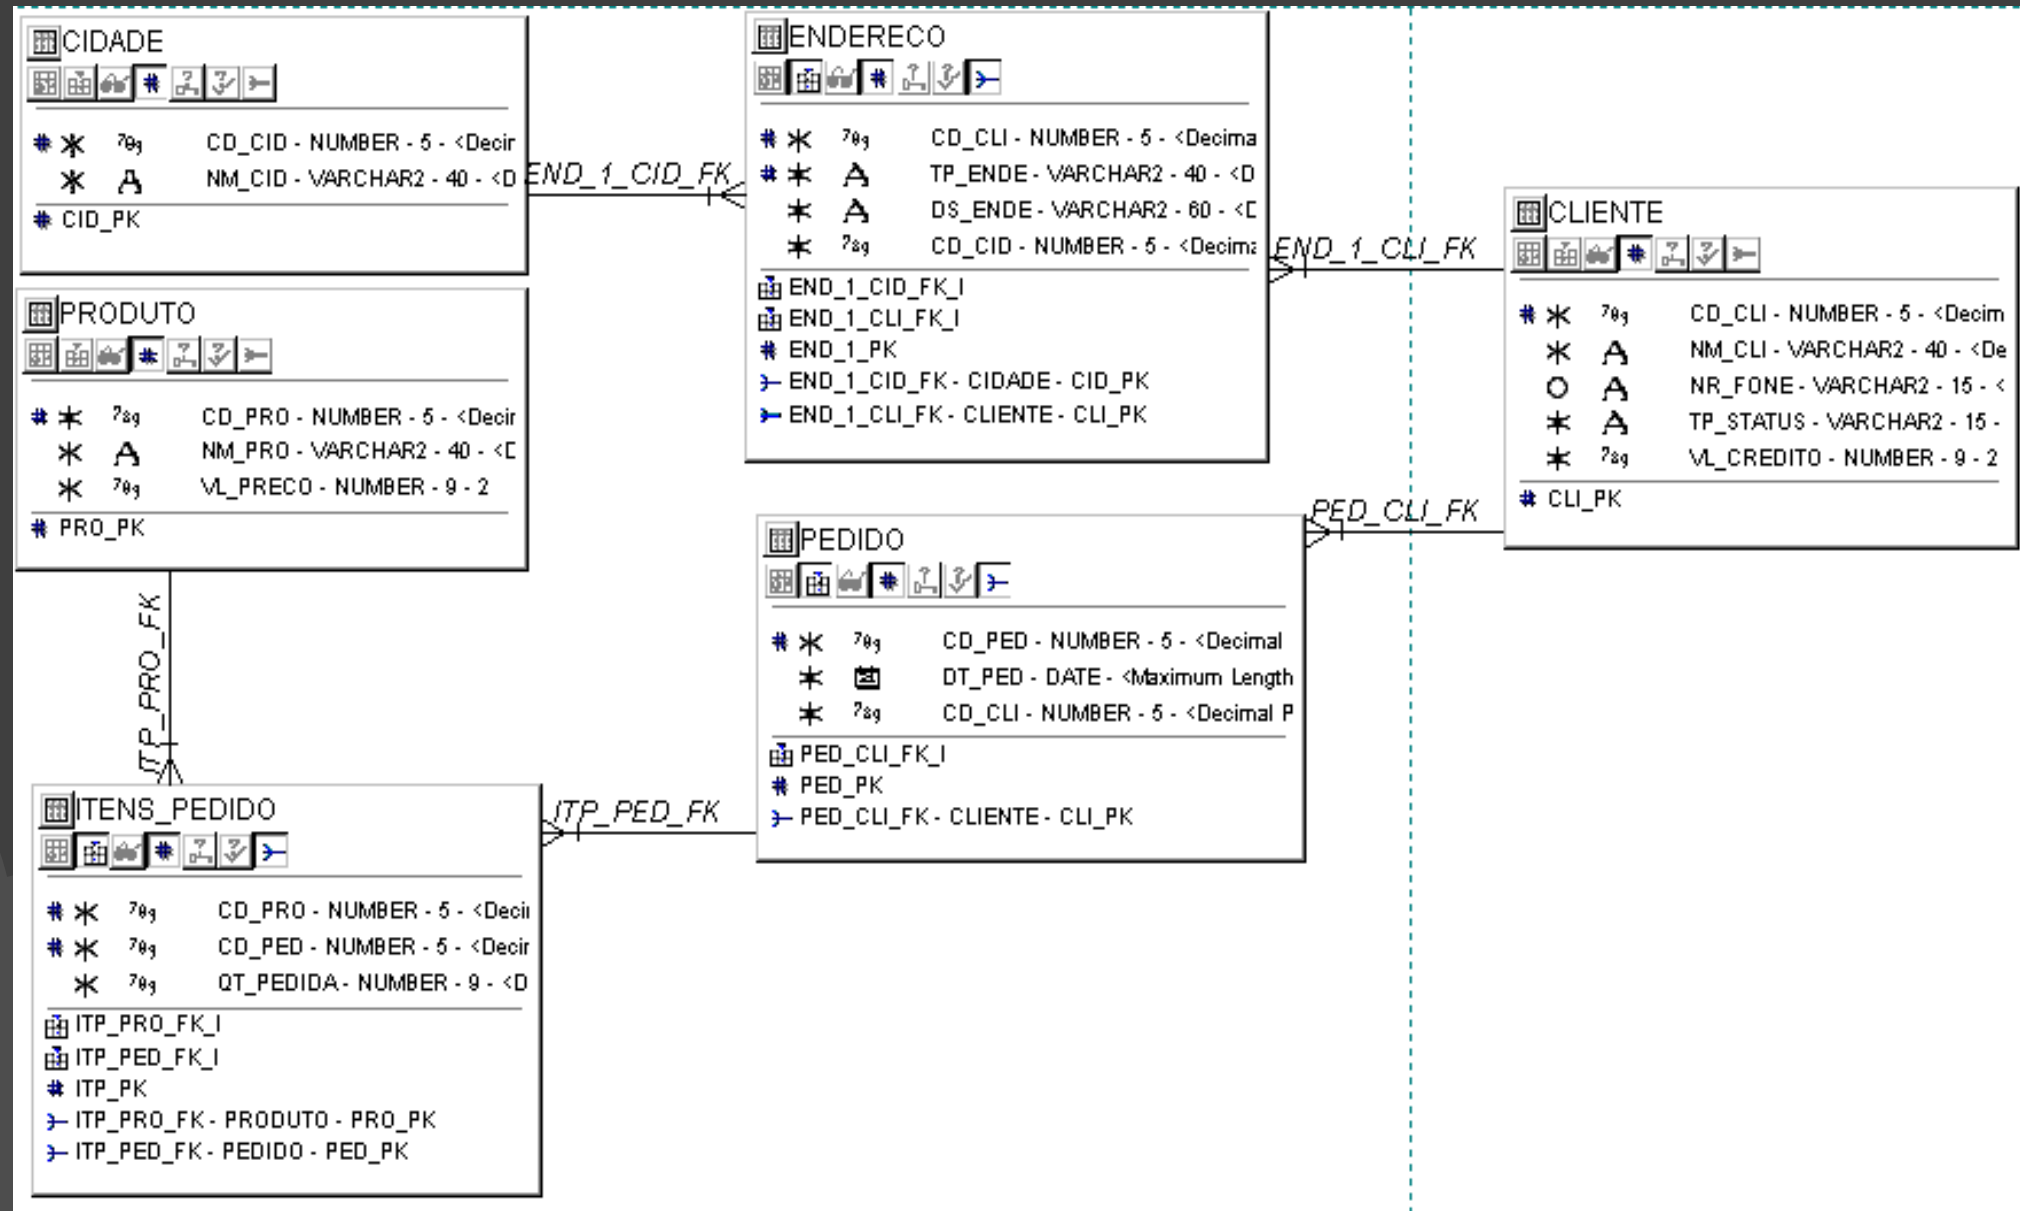 CIDADE
CD_CID - NUMBER - 5 - <Decir
NM_CID - VARCHAR2 - 40 - <D
CID_PK
END_1_CID_FK
ENDERECO
CD_CLI - NUMBER - 5 - <Decima
TP_ENDE - VARCHAR2 - 40 - <D
DS_ENDE - VARCHAR2 - 60 - <D
CD_CID - NUMBER - 5 - <Decima
END_1_CID_FK_I
END_1_CLI_FK_I
END_1_PK
END_1_CID_FK - CIDADE - CID_PK
END_1_CLI_FK - CLIENTE - CLI_PK
END_1_CLI_FK
CLIENTE
CD_CLI - NUMBER - 5 - <Decim
NM_CLI - VARCHAR2 - 40 - <De
NR_FONE - VARCHAR2 - 15 - <
TP_STATUS - VARCHAR2 - 15 -
VL_CREDITO - NUMBER - 9 - 2
CLI_PK
PRODUTO
CD_PRO - NUMBER - 5 - <Decir
NM_PRO - VARCHAR2 - 40 - <D
VL_PRECO - NUMBER - 9 - 2
PRO_PK
ITP_PRO_FK
PED_CLI_FK
PEDIDO
CD_PED - NUMBER - 5 - <Decimal
DT_PED - DATE - <Maximum Length
CD_CLI - NUMBER - 5 - <Decimal P
PED_CLI_FK_I
PED_PK
PED_CLI_FK - CLIENTE - CLI_PK
ITP_PED_FK
ITENS_PEDIDO
CD_PRO - NUMBER - 5 - <Decir
CD_PED - NUMBER - 5 - <Decir
QT_PEDIDA - NUMBER - 9 - <D
ITP_PRO_FK_I
ITP_PED_FK_I
ITP_PK
ITP_PRO_FK - PRODUTO - PRO_PK
ITP_PED_FK - PEDIDO - PED_PK